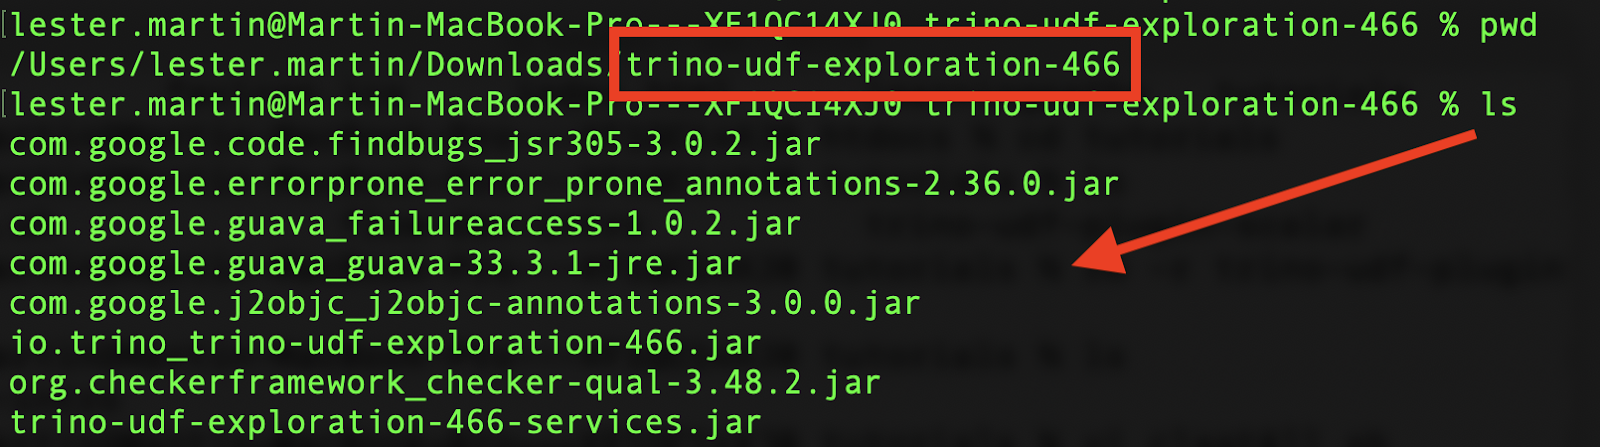 [lester.martin@Martin-MacBook-Pro---XF1QC14XJ0 trino-udf-exploration-466 % pwd
/Users/lester.martin/Downloads/trino-udf-exploration-466
[lester.martin@Martin-MacBook-Pro---XF1QC14XJ0 trino-udf-exploration-466 % ls
com.google.code.findbugs_jsr305-3.0.2.jar
com.google.errorprone_error_prone_annotations-2.36.0.jar
com.google.guava_failureaccess-1.0.2.jar
com.google.guava_guava-33.3.1-jre.jar
com.google.j2objc_j2objc-annotations-3.0.0.jar
io.trino_trino-udf-exploration-466.jar
org.checkerframework_checker-qual-3.48.2.jar
trino-udf-exploration-466-services.jar